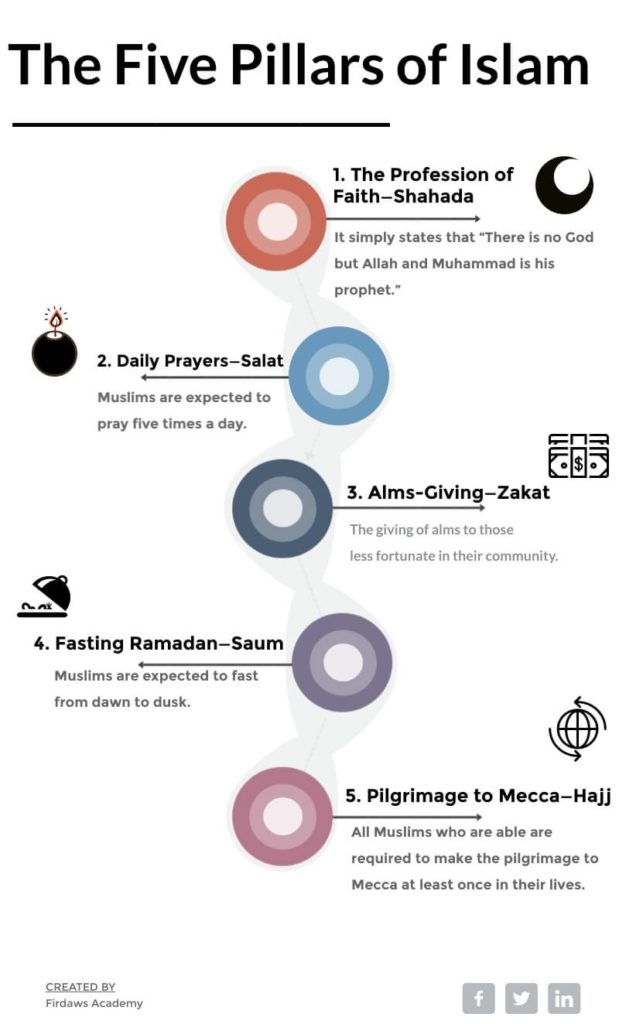 The Five Pillars of Islam
1. The Profession of
Faith—Shahada
It simply states that “There is no God
but Allah and Muhammad is his
prophet.”
2. Daily Prayers—Salat
Muslims are expected to
pray five times a day.
3. Alms-Giving—Zakat
The giving of alms to those
less fortunate in their community.
4. Fasting Ramadan—Saum
Muslims are expected to fast
from dawn to dusk.
5. Pilgrimage to Mecca—Hajj
All Muslims who are able are
required to make the pilgrimage to
Mecca at least once in their lives.
CREATED BY
Firdaws Academy